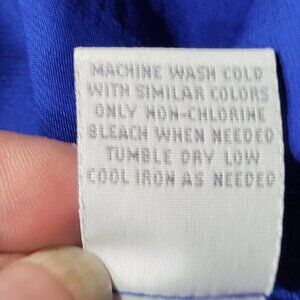 MACHINE WASH COLD
WITH SIMILAR COLORS
ONLY NON-CHLORINE
BLEACH WHEN NEEDED
TUMBLE DRY LOW
COOL IRON AS NEEDED